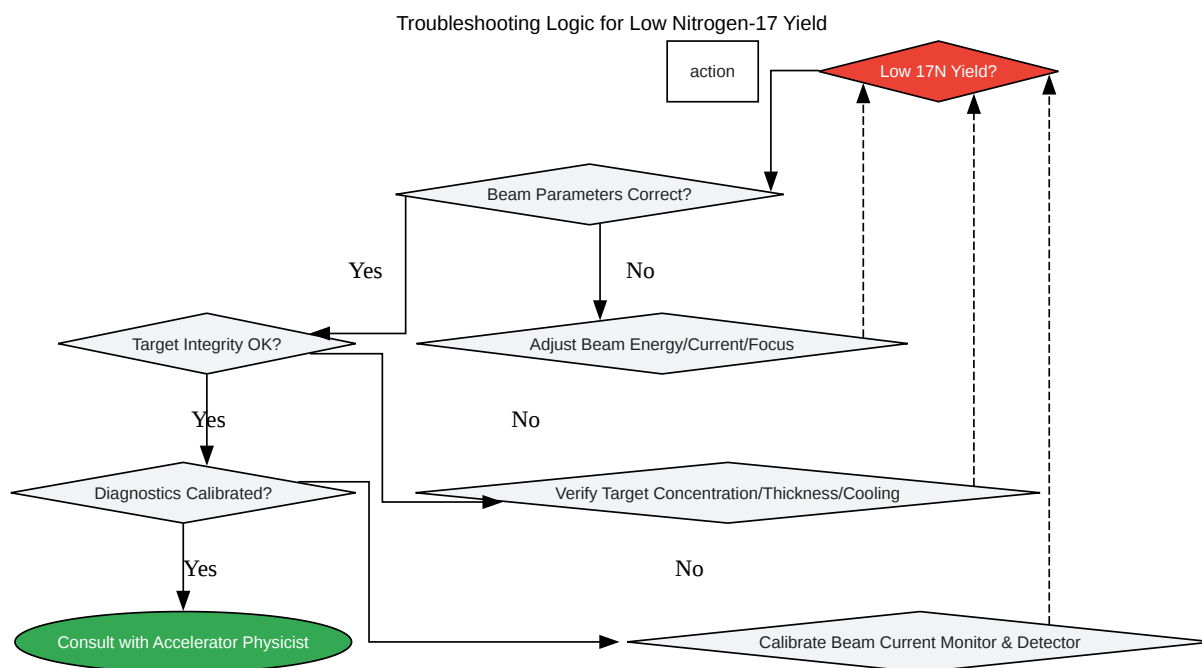 Troubleshooting Logic for Low Nitrogen-17 Yield
action
Low 17N Yield?
Beam Parameters Correct?
Yes
No
Target Integrity OK?
Adjust Beam Energy/Current/Focus
Yes
No
Diagnostics Calibrated?
Verify Target Concentration/Thickness/Cooling
Yes
No
Consult with Accelerator Physicist
Calibrate Beam Current Monitor & Detector